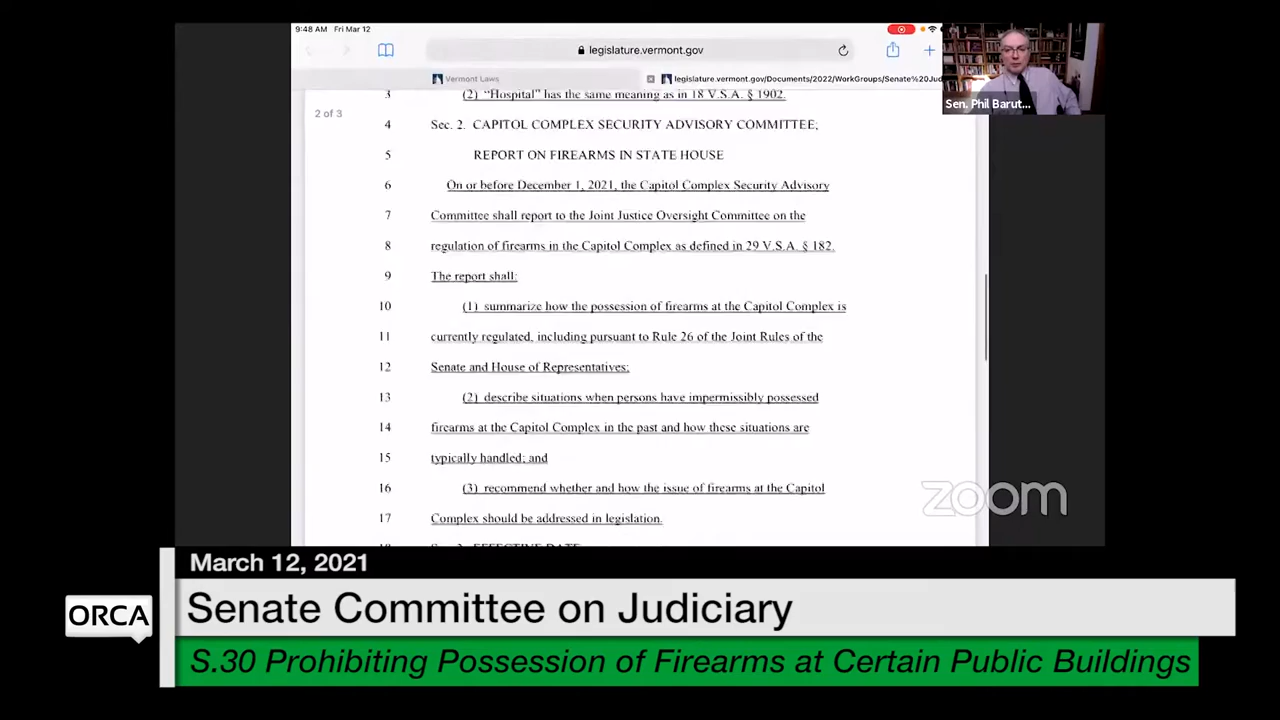 9:48 AM Fri Mar 12
legislature.vermont.gov
Vermont Laws
legislature.vermont.gov/Documents/2022/WorkGroups/Senate%20Jud
Sen. Phil Barut...
2 of 3
3 (2) “Hospital” has the same meaning as in 18 V.S.A. § 1902.
4 Sec. 2. CAPITOL COMPLEX SECURITY ADVISORY COMMITTEE;
5 REPORT ON FIREARMS IN STATE HOUSE
6 On or before December 1, 2021, the Capitol Complex Security Advisory
7 Committee shall report to the Joint Justice Oversight Committee on the
8 regulation of firearms in the Capitol Complex as defined in 29 V.S.A. § 182.
9 The report shall:
10 (1) summarize how the possession of firearms at the Capitol Complex is
11 currently regulated, including pursuant to Rule 26 of the Joint Rules of the
12 Senate and House of Representatives;
13 (2) describe situations when persons have impermissibly possessed
14 firearms at the Capitol Complex in the past and how these situations are
15 typically handled; and
16 (3) recommend whether and how the issue of firearms at the Capitol
17 Complex should be addressed in legislation.
18 Sec. 3. EFFECTIVE DATE
zoom
March 12, 2021
ORCA
Senate Committee on Judiciary
S.30 Prohibiting Possession of Firearms at Certain Public Buildings